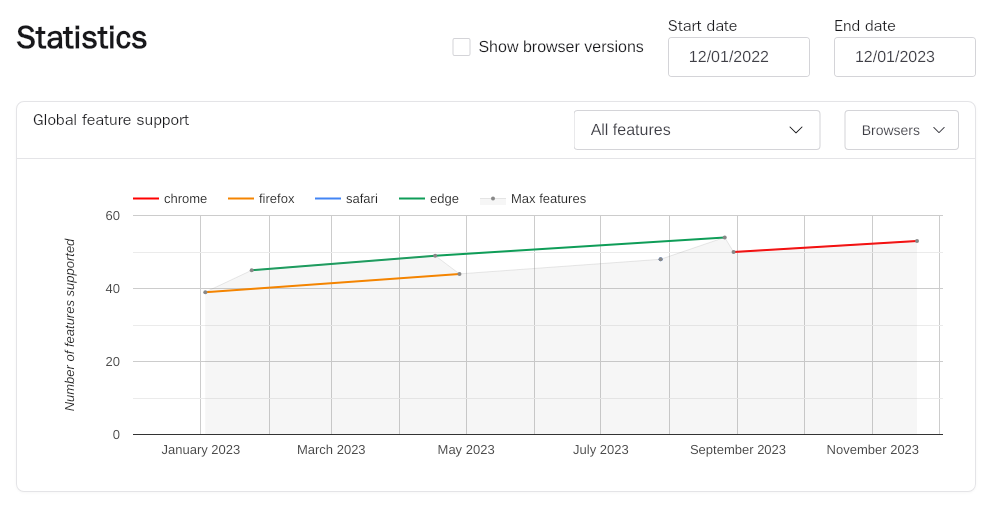 Statistics
Show browser versions
Start date
12/01/2022
End date
12/01/2023
Global feature support
All features
Browsers
chrome firefox safari edge Max features
60
40
20
0
Number of features supported
January 2023 March 2023 May 2023 July 2023 September 2023 November 2023